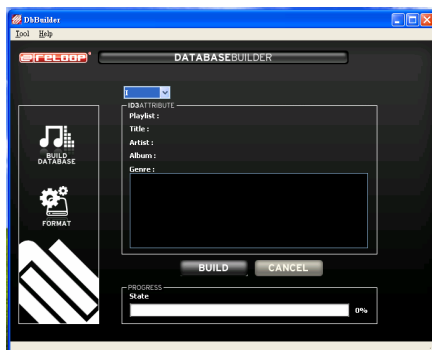 DbBuilder
Tool Help
reloop
DATABASEBUILDER
I
ID3ATTRIBUTE
Playlist :
Title :
Artist :
Album :
Genre :
BUILD
DATABASE
FORMAT
BUILD CANCEL
PROGRESS
State
0%